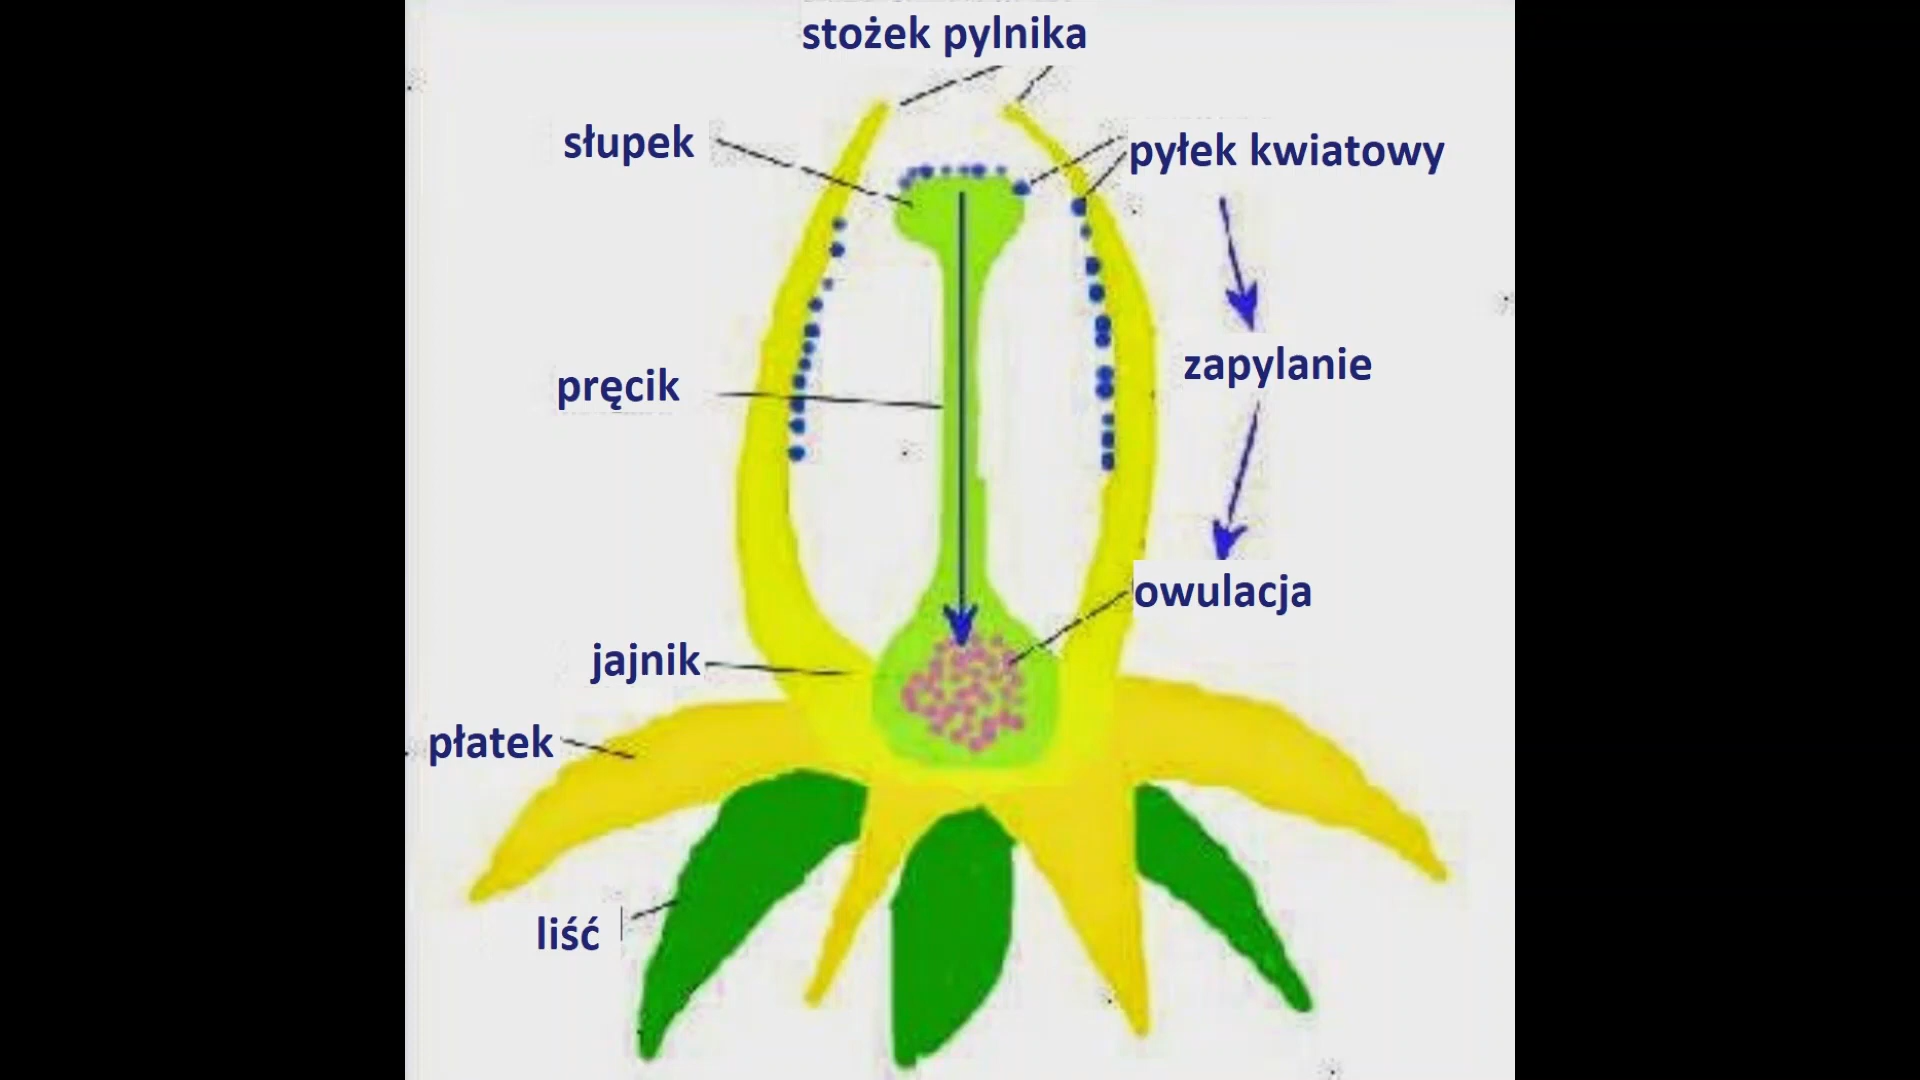 stożek pylnika
słupek
pyłek kwiatowy
zapylanie
pręcik
owulacja
jajnik
płatek
liść